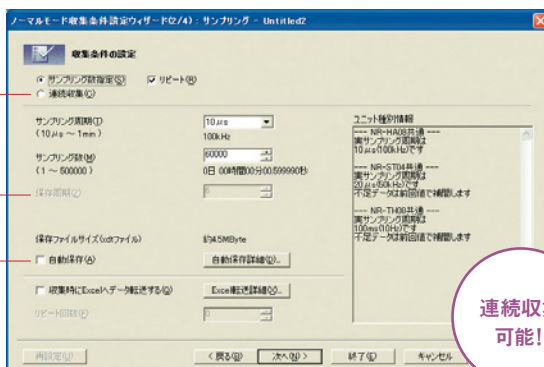 ノーマルモード収集条件設定ウィザード(2/4) : サンプリング - Untitled2
収集条件の設定
サンプリング数指定(S)
リピート(R)
連続収集(C)
サンプリング周期(T)
10μs
(10μs ～ 1min)
100kHz
サンプリング数(M)
60000
(1 ～ 500000)
0日 00時間00分00.599990秒
保存周期(Z)
保存ファイルサイズ(xdtファイル)
約4.5MByte
自動保存(A)
自動保存詳細(D)...
収集時にExcelへデータ転送する(Q)
Excel転送詳細(X)...
リピート回数(E)
0
ユニット種別情報
---- NR-HA08共通 ----
実サンプリング周期は
10μs(100kHz)です
---- NR-ST04共通 ----
実サンプリング周期は
20μs(50kHz)です
不足データは前回値で補間します
---- NR-TH08共通 ----
実サンプリング周期は
100ms(10Hz)です
不足データは前回値で補間します
再設定(U)
< 戻る(B)
次へ(N) >
終了(E)
キャンセル
連続収集
可能!